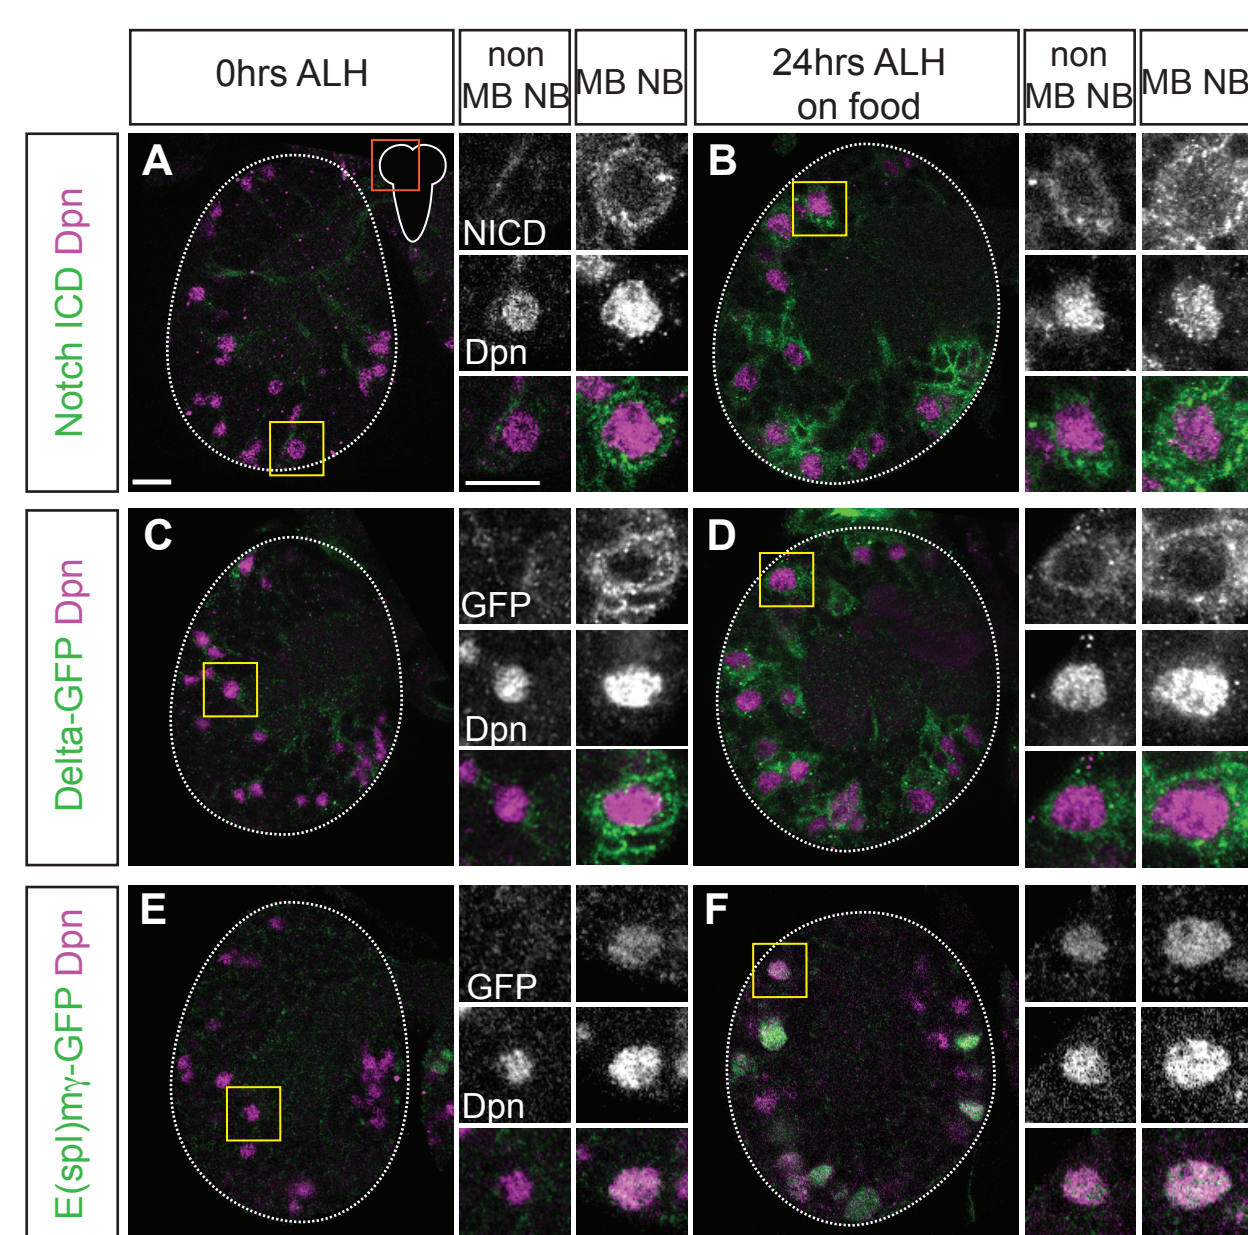 0hrs ALH
non
MB NB
MB NB
24hrs ALH
on food
non
MB NB
MB NB
Notch ICD Dpn
A
NICD
Dpn
B
Delta-GFP Dpn
C
GFP
Dpn
D
E(spl)mγ-GFP Dpn
E
GFP
Dpn
F